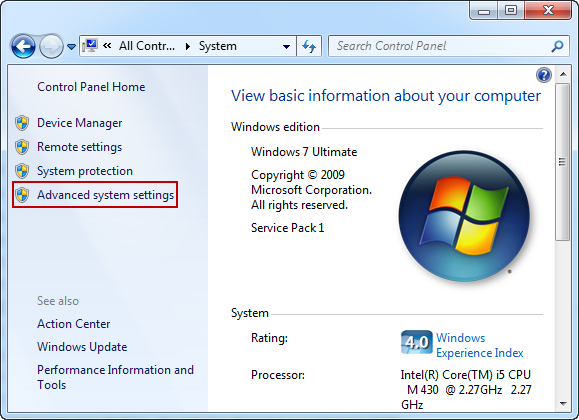 All Contr...
System
Search Control Panel
Control Panel Home
Device Manager
Remote settings
System protection
Advanced system settings
See also
Action Center
Windows Update
Performance Information and
Tools
View basic information about your computer
Windows edition
Windows 7 Ultimate
Copyright © 2009
Microsoft Corporation.
All rights reserved.
Service Pack 1
System
Rating:
4.0
Windows
Experience Index
Processor:
Intel(R) Core(TM) i5 CPU
M 430 @ 2.27GHz 2.27
GHz